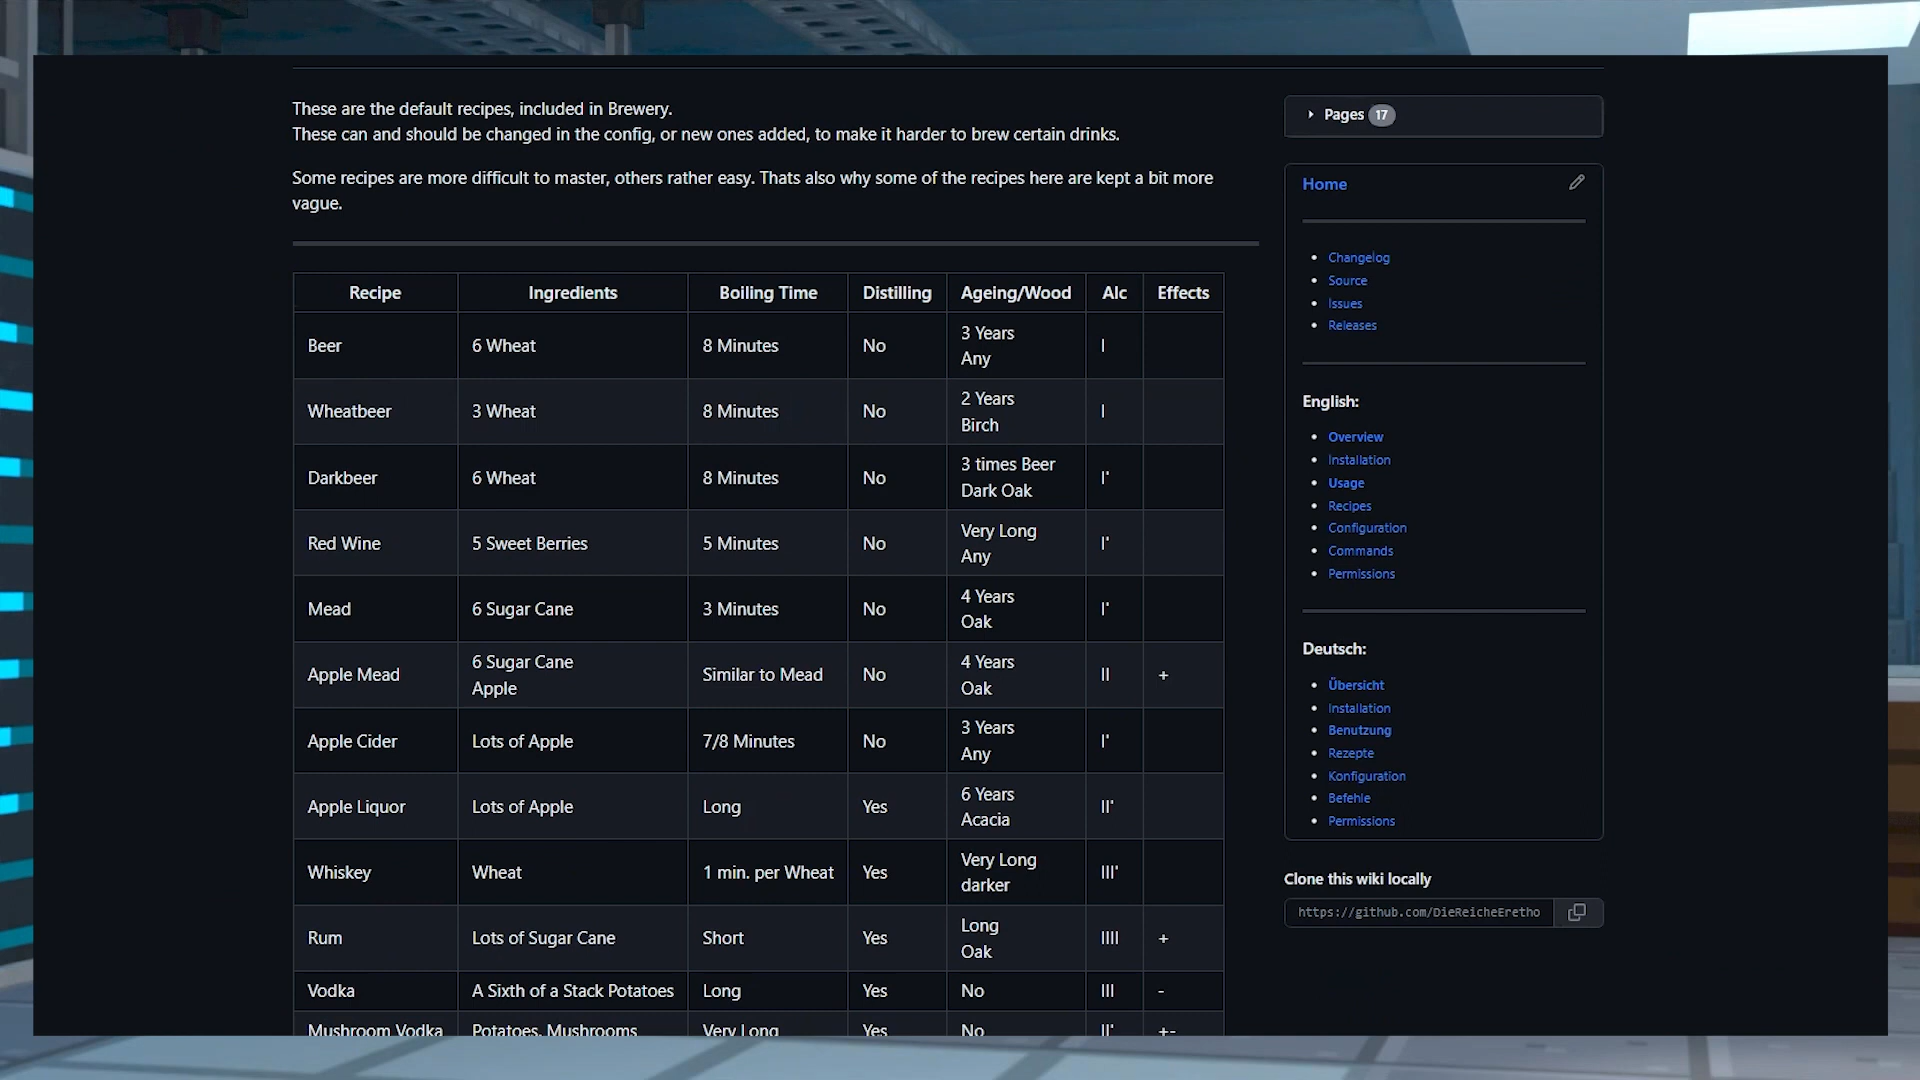 These are the default recipes, included in Brewery.
These can and should be changed in the config, or new ones added, to make it harder to brew certain drinks.
Some recipes are more difficult to master, others rather easy. Thats also why some of the recipes here are kept a bit more
vague.
Recipe Ingredients Boiling Time Distilling Ageing/Wood Alc Effects
Beer 6 Wheat 8 Minutes No 3 Years
Any I
Wheatbeer 3 Wheat 8 Minutes No 2 Years
Birch I
Darkbeer 6 Wheat 8 Minutes No 3 times Beer
Dark Oak I'
Red Wine 5 Sweet Berries 5 Minutes No Very Long
Any I'
Mead 6 Sugar Cane 3 Minutes No 4 Years
Oak I'
Apple Mead 6 Sugar Cane
Apple Similar to Mead No 4 Years
Oak II +
Apple Cider Lots of Apple 7/8 Minutes No 3 Years
Any I'
Apple Liquor Lots of Apple Long Yes 6 Years
Acacia II'
Whiskey Wheat 1 min. per Wheat Yes Very Long
darker III'
Rum Lots of Sugar Cane Short Yes Long
Oak IIII +
Vodka A Sixth of a Stack Potatoes Long Yes No III -
Mushroom Vodka Potatoes, Mushrooms Very Long Yes No II' +-
Pages 17
Home
Changelog
Source
Issues
Releases
English:
Overview
Installation
Usage
Recipes
Configuration
Commands
Permissions
Deutsch:
Übersicht
Installation
Benutzung
Rezepte
Konfiguration
Befehle
Permissions
Clone this wiki locally
https://github.com/DieReicheEretho